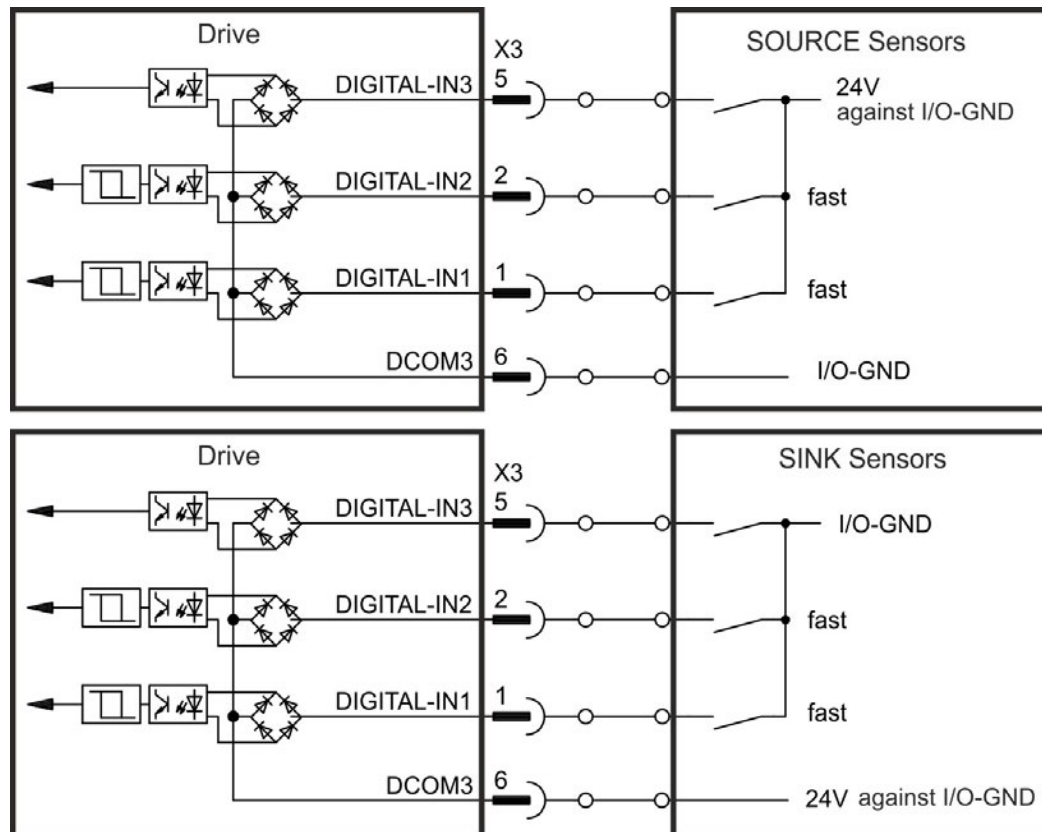 Drive
X3
SOURCE Sensors
DIGITAL-IN3
5
24V
against I/O-GND
DIGITAL-IN2
2
fast
DIGITAL-IN1
1
fast
DCOM3
6
I/O-GND
Drive
X3
SINK Sensors
DIGITAL-IN3
5
I/O-GND
DIGITAL-IN2
2
fast
DIGITAL-IN1
1
fast
DCOM3
6
24V against I/O-GND